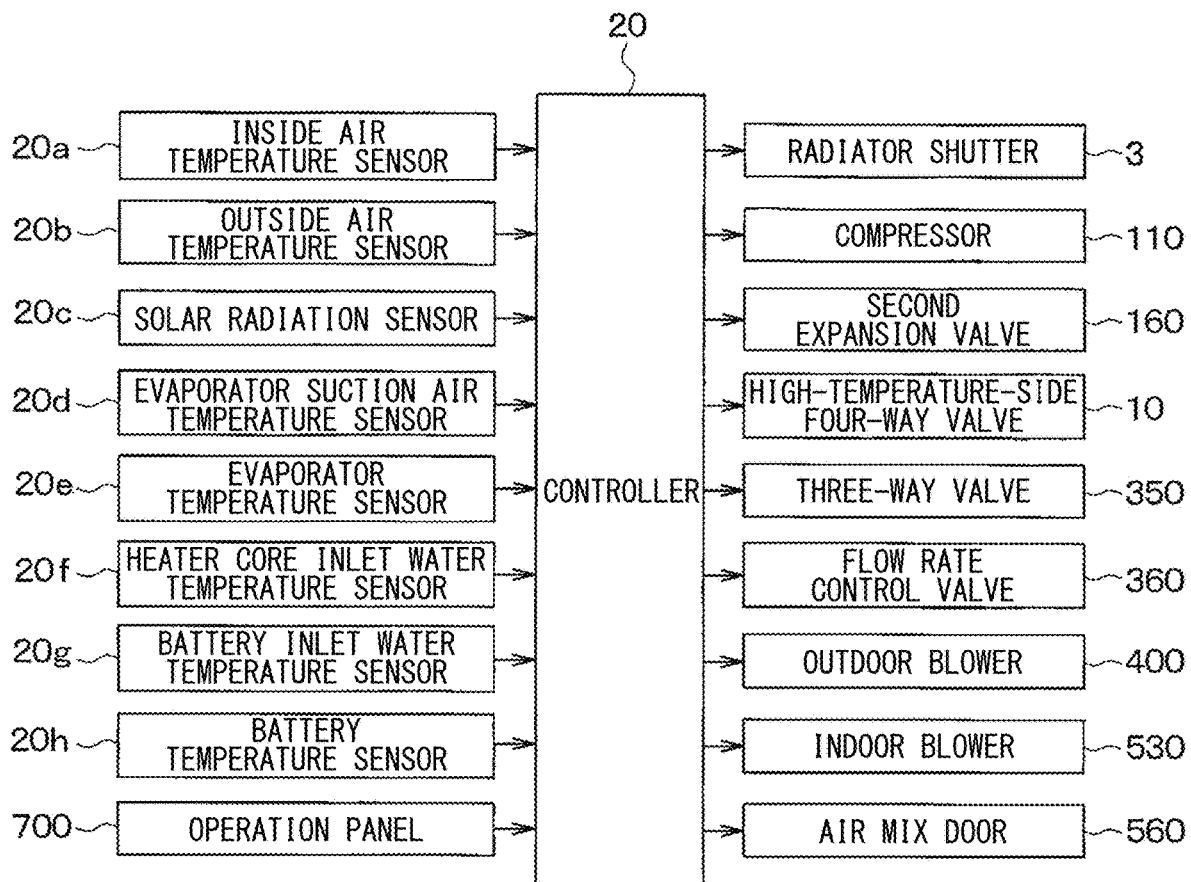 20
20a
INSIDE AIR
TEMPERATURE SENSOR
20b
OUTSIDE AIR
TEMPERATURE SENSOR
20c
SOLAR RADIATION SENSOR
20d
EVAPORATOR SUCTION AIR
TEMPERATURE SENSOR
20e
EVAPORATOR
TEMPERATURE SENSOR
20f
HEATER CORE INLET WATER
TEMPERATURE SENSOR
20g
BATTERY INLET WATER
TEMPERATURE SENSOR
20h
BATTERY
TEMPERATURE SENSOR
700
OPERATION PANEL
CONTROLLER
RADIATOR SHUTTER
3
COMPRESSOR
110
SECOND
EXPANSION VALVE
160
HIGH-TEMPERATURE-SIDE
FOUR-WAY VALVE
10
THREE-WAY VALVE
350
FLOW RATE
CONTROL VALVE
360
OUTDOOR BLOWER
400
INDOOR BLOWER
530
AIR MIX DOOR
560